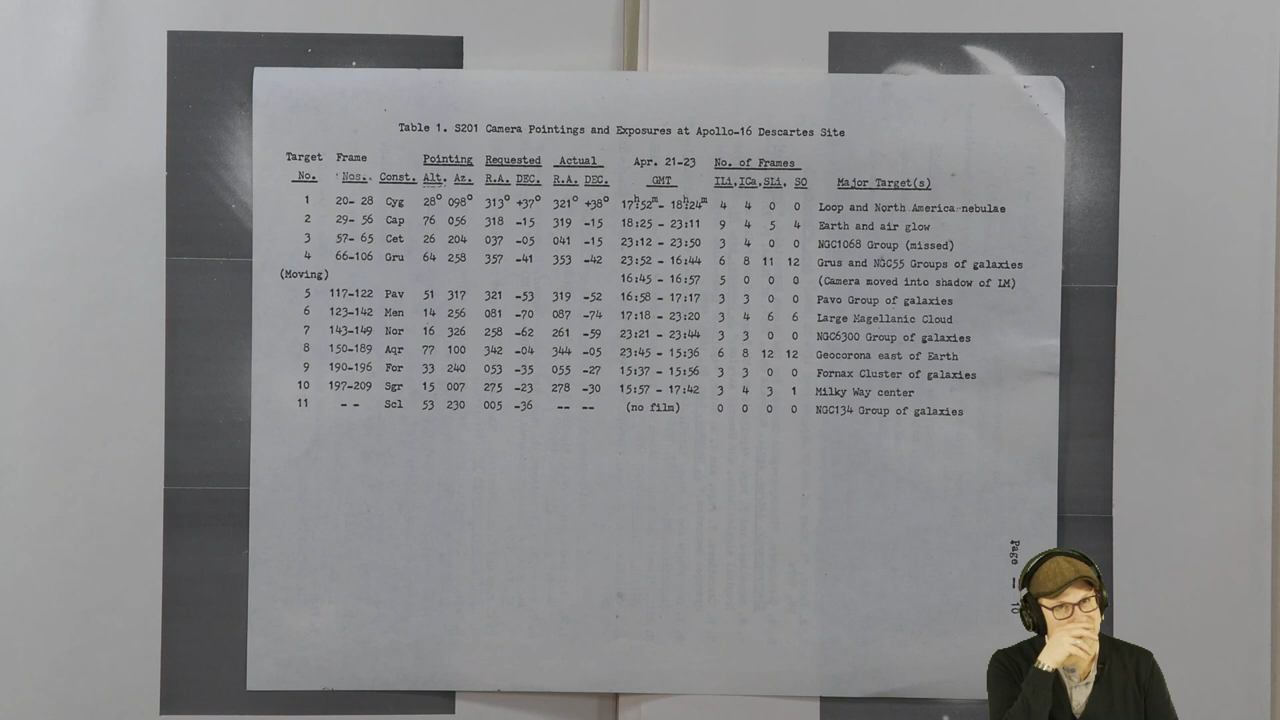 Table 1. S201 Camera Pointings and Exposures at Apollo-16 Descartes Site
Target Frame Pointing Requested Actual Apr. 21-23 No. of Frames
No. Nos. Const. Alt. Az. R.A. DEC. R.A. DEC. GMT ILi, ICa, SLi, SO Major Target(s)
1 20- 28 Cyg 28° 098° 313° +37° 321° +38° 17h52m- 18h24m 4 4 0 0 Loop and North America nebulae
2 29- 56 Cap 76 056 318 -15 319 -15 18:25 - 23:11 9 4 5 4 Earth and air glow
3 57- 65 Cet 26 204 037 -05 041 -15 23:12 - 23:50 3 4 0 0 NGC1068 Group (missed)
4 66-106 Gru 64 258 357 -41 353 -42 23:52 - 16:44 6 8 11 12 Grus and NGC55 Groups of galaxies
(Moving) 16:45 - 16:57 5 0 0 0 (Camera moved into shadow of LM)
5 117-122 Pav 51 317 321 -53 319 -52 16:58 - 17:17 3 3 0 0 Pavo Group of galaxies
6 123-142 Men 14 256 081 -70 087 -74 17:18 - 23:20 3 4 6 6 Large Magellanic Cloud
7 143-149 Nor 16 326 258 -62 261 -59 23:21 - 23:44 3 3 0 0 NGC6300 Group of galaxies
8 150-189 Aqr 77 100 342 -04 344 -05 23:45 - 15:36 6 8 12 12 Geocorona east of Earth
9 190-196 For 33 240 053 -35 055 -27 15:37 - 15:56 3 3 0 0 Fornax Cluster of galaxies
10 197-209 Sgr 15 007 275 -23 278 -30 15:57 - 17:42 3 4 3 1 Milky Way center
11 -- Scl 53 230 005 -36 -- -- (no film) 0 0 0 0 NGC134 Group of galaxies
Page - 10